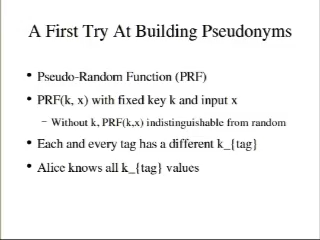 A First Try At Building Pseudonyms
• Pseudo-Random Function (PRF)
• PRF(k, x) with fixed key k and input x
– Without k, PRF(k,x) indistinguishable from random
• Each and every tag has a different k_{tag}
• Alice knows all k_{tag} values